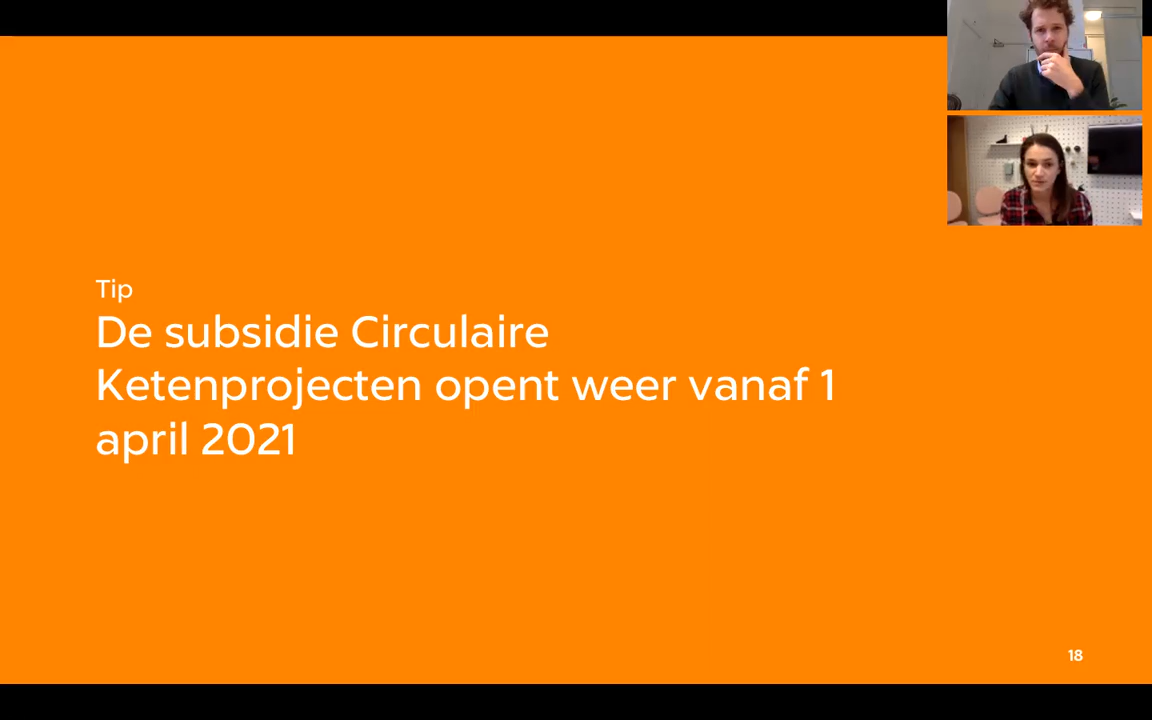 Tip
De subsidie Circulaire
Ketenprojecten opent weer vanaf 1
april 2021
18